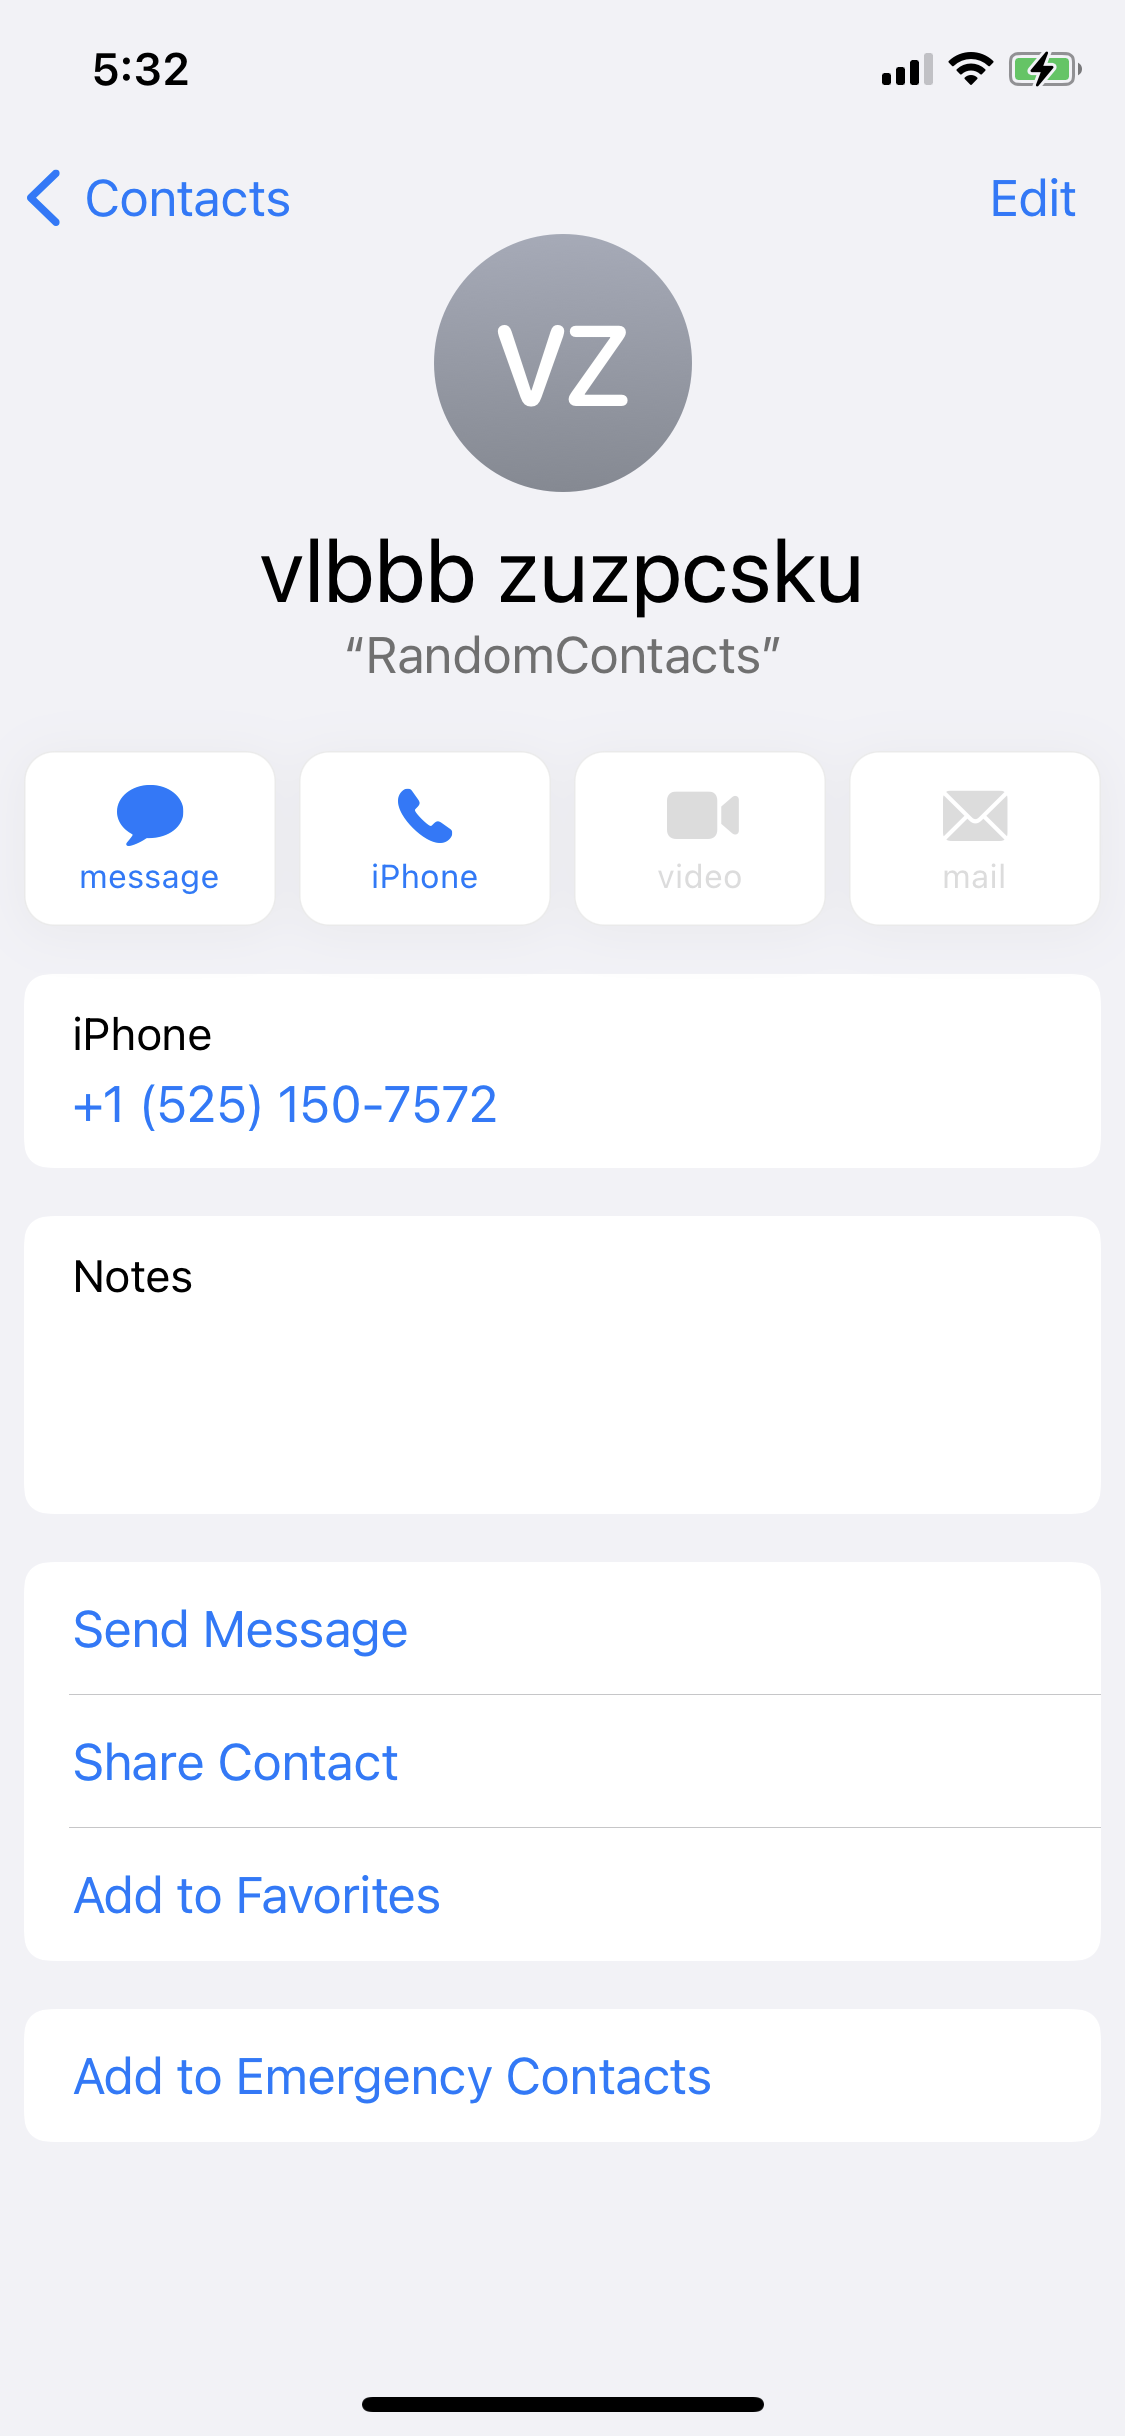 5:32
Contacts
Edit
VZ
vlbbb zuzpcsku
“RandomContacts”
message
iPhone
video
mail
iPhone
+1 (525) 150-7572
Notes
Send Message
Share Contact
Add to Favorites
Add to Emergency Contacts